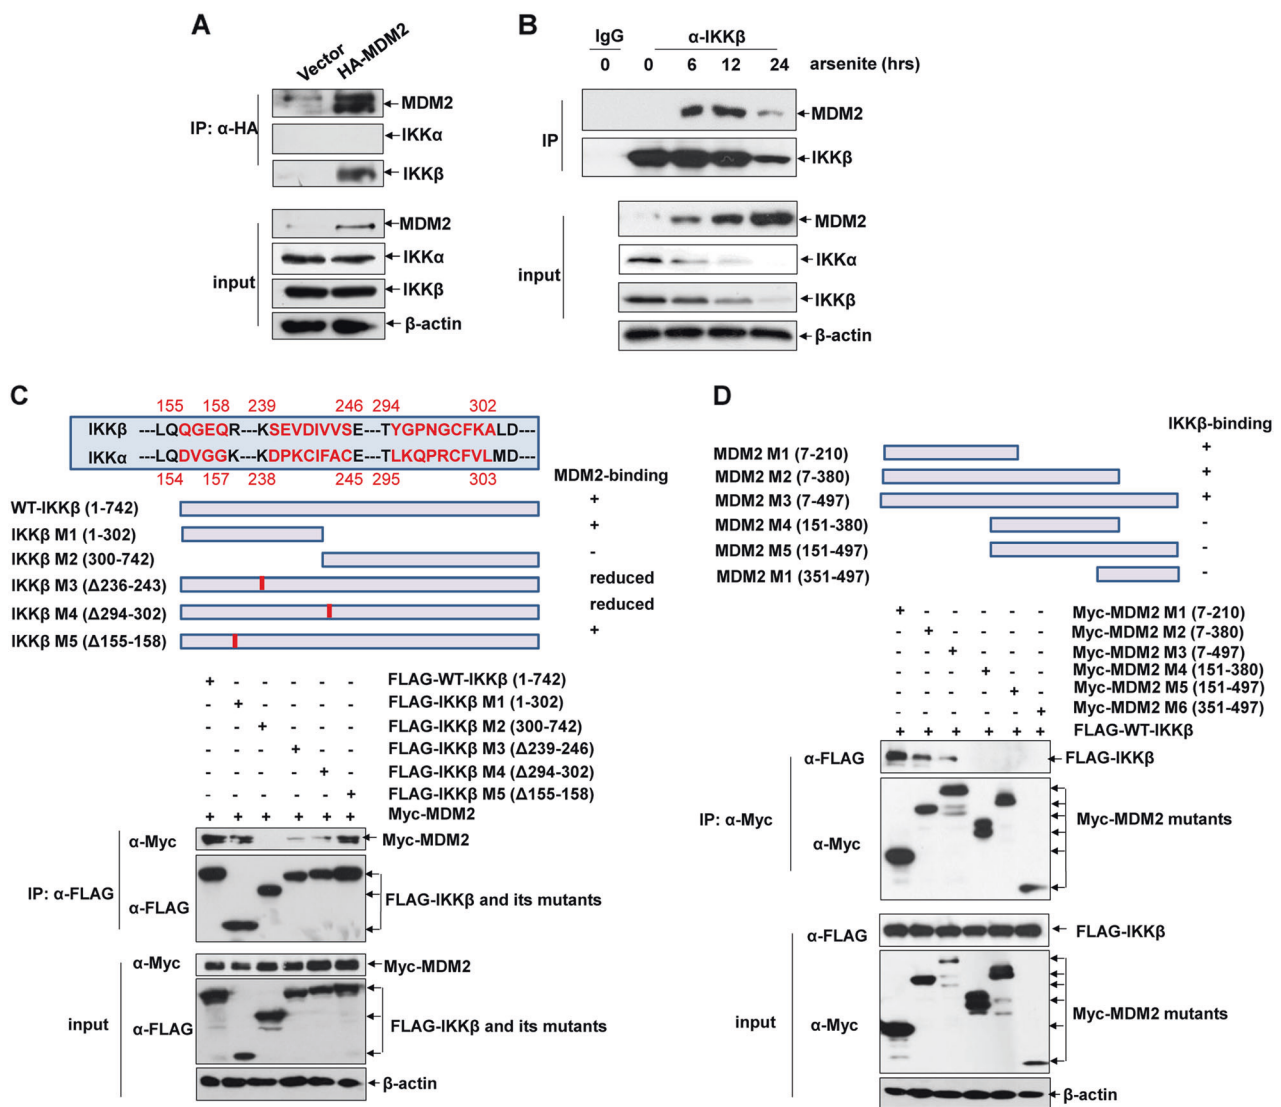 A
Vector HA-MDM2
IP: α-HA
MDM2
IKKα
IKKβ
input
MDM2
IKKα
IKKβ
β-actin
B
IgG α-IKKβ
0 0 6 12 24 arsenite (hrs)
IP
MDM2
IKKβ
input
MDM2
IKKα
IKKβ
β-actin
C
155 158 239 246 294 302
IKKβ ---LQQGEQR---KSEVDIVVSE---TYGPNGCFKALD---
IKKα ---LQDVGGK---KDPKCIFACE---TLKQPRCFVLMD---
154 157 238 245 295 303
MDM2-binding
WT-IKKβ (1-742) +
IKKβ M1 (1-302) +
IKKβ M2 (300-742) -
IKKβ M3 (Δ236-243) reduced
IKKβ M4 (Δ294-302) reduced
IKKβ M5 (Δ155-158) +
+ - - - - - FLAG-WT-IKKβ (1-742)
- + - - - - FLAG-IKKβ M1 (1-302)
- - + - - - FLAG-IKKβ M2 (300-742)
- - - + - - FLAG-IKKβ M3 (Δ239-246)
- - - - + - FLAG-IKKβ M4 (Δ294-302)
- - - - - + FLAG-IKKβ M5 (Δ155-158)
+ + + + + + Myc-MDM2
IP: α-FLAG
α-Myc Myc-MDM2
α-FLAG FLAG-IKKβ and its mutants
input
α-Myc Myc-MDM2
α-FLAG FLAG-IKKβ and its mutants
β-actin
D
IKKβ-binding
MDM2 M1 (7-210) +
MDM2 M2 (7-380) +
MDM2 M3 (7-497) +
MDM2 M4 (151-380) -
MDM2 M5 (151-497) -
MDM2 M1 (351-497) -
+ - - - - - Myc-MDM2 M1 (7-210)
- + - - - - Myc-MDM2 M2 (7-380)
- - + - - - Myc-MDM2 M3 (7-497)
- - - + - - Myc-MDM2 M4 (151-380)
- - - - + - Myc-MDM2 M5 (151-497)
- - - - - + Myc-MDM2 M6 (351-497)
+ + + + + + FLAG-WT-IKKβ
IP: α-Myc
α-FLAG FLAG-IKKβ
α-Myc Myc-MDM2 mutants
input
α-FLAG FLAG-IKKβ
α-Myc Myc-MDM2 mutants
β-actin